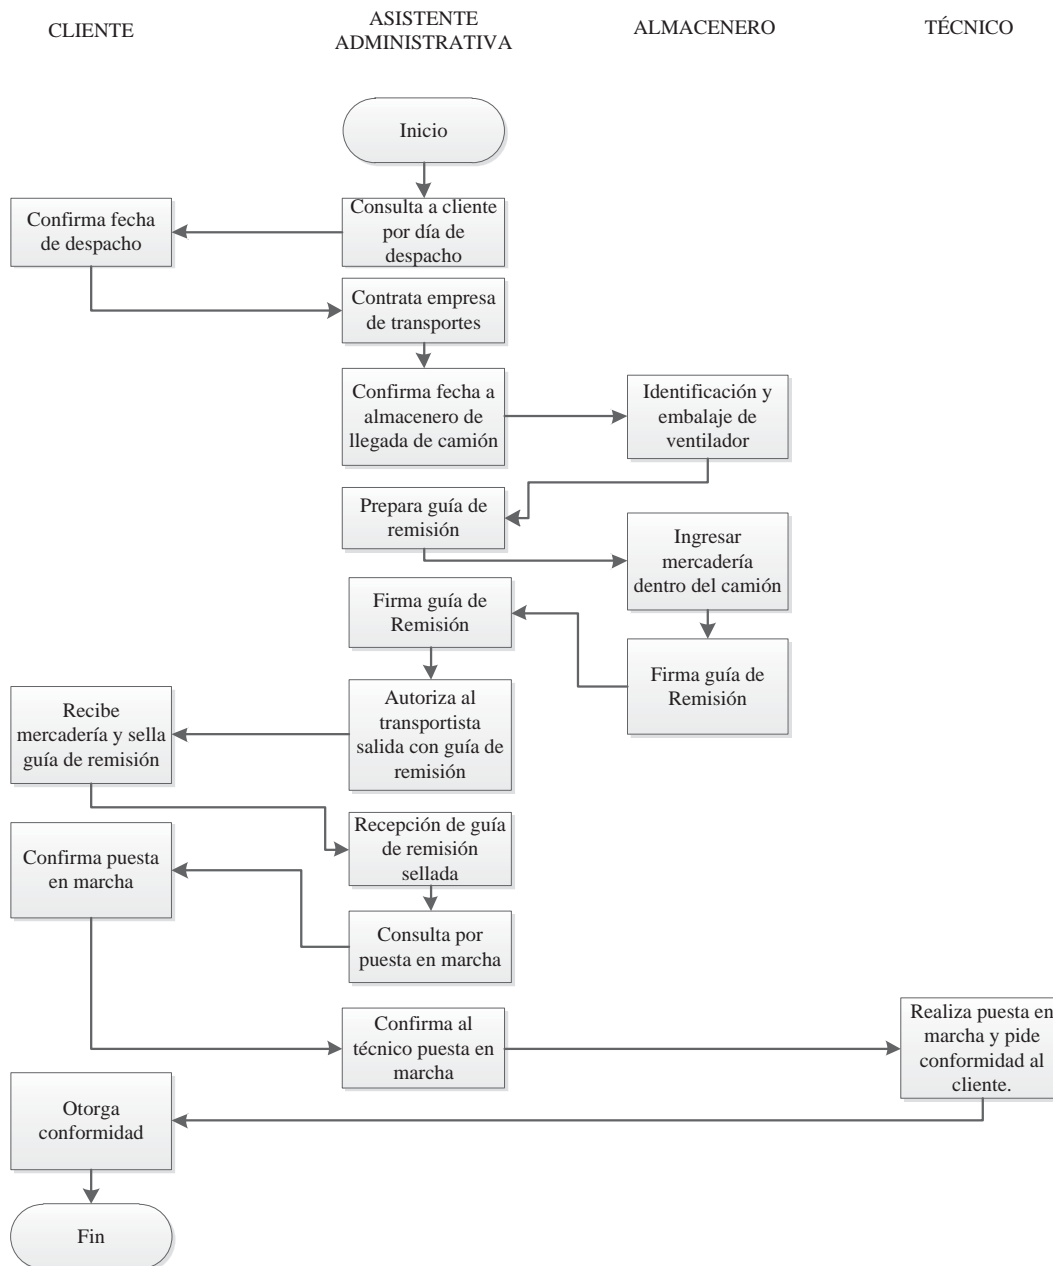 CLIENTE
ASISTENTE
ADMINISTRATIVA
ALMACENERO
TÉCNICO
Inicio
Consulta a cliente
por día de
despacho
Confirma fecha
de despacho
Contrata empresa
de transportes
Confirma fecha a
almacenero de
llegada de camión
Identificación y
embalaje de
ventilador
Prepara guía de
remisión
Ingresar
mercadería
dentro del camión
Firma guía de
Remisión
Firma guía de
Remisión
Autoriza al
transportista
salida con guía de
remisión
Recibe
mercadería y sella
guía de remisión
Recepción de guía
de remisión
sellada
Consulta por
puesta en marcha
Confirma puesta
en marcha
Confirma al
técnico puesta en
marcha
Realiza puesta en
marcha y pide
conformidad al
cliente.
Otorga
conformidad
Fin